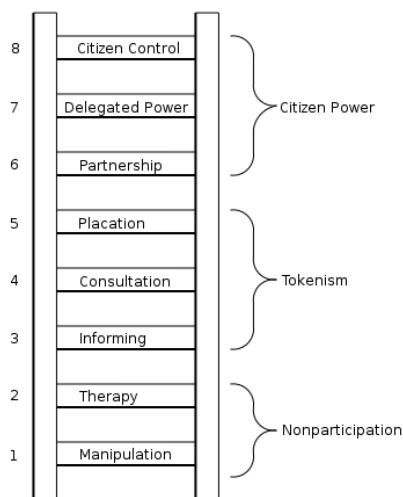 8 Citizen Control
7 Delegated Power
Citizen Power
6 Partnership
5 Placation
4 Consultation
Tokenism
3 Informing
2 Therapy
Nonparticipation
1 Manipulation